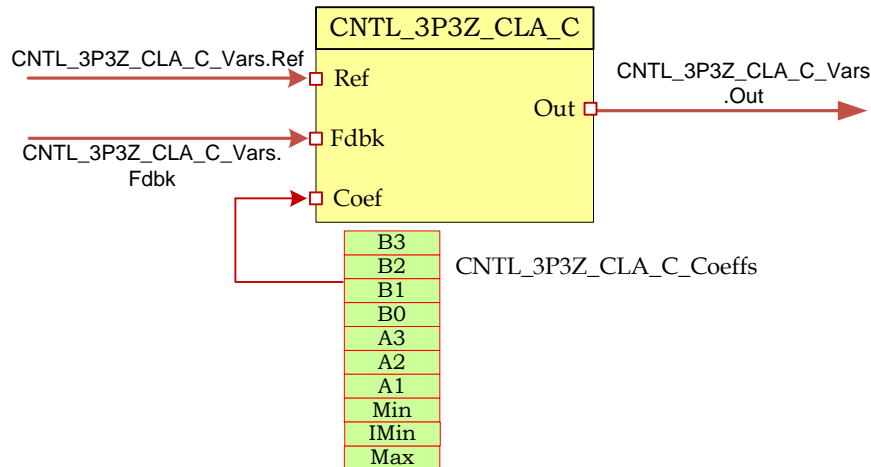 CNTL_3P3Z_CLA_C
CNTL_3P3Z_CLA_C_Vars.Ref
Ref
CNTL_3P3Z_CLA_C_Vars
.Out
Out
Fdbk
CNTL_3P3Z_CLA_C_Vars.
Fdbk
Coef
B3
B2
CNTL_3P3Z_CLA_C_Coeffs
B1
B0
A3
A2
A1
Min
IMin
Max